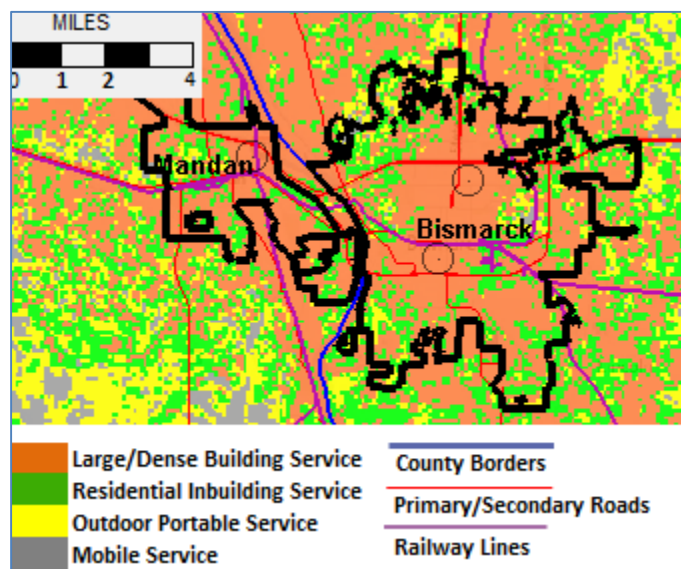 MILES
0 1 2 4
Mandan
Bismarck
Large/Dense Building Service
Residential Inbuilding Service
Outdoor Portable Service
Mobile Service
County Borders
Primary/Secondary Roads
Railway Lines